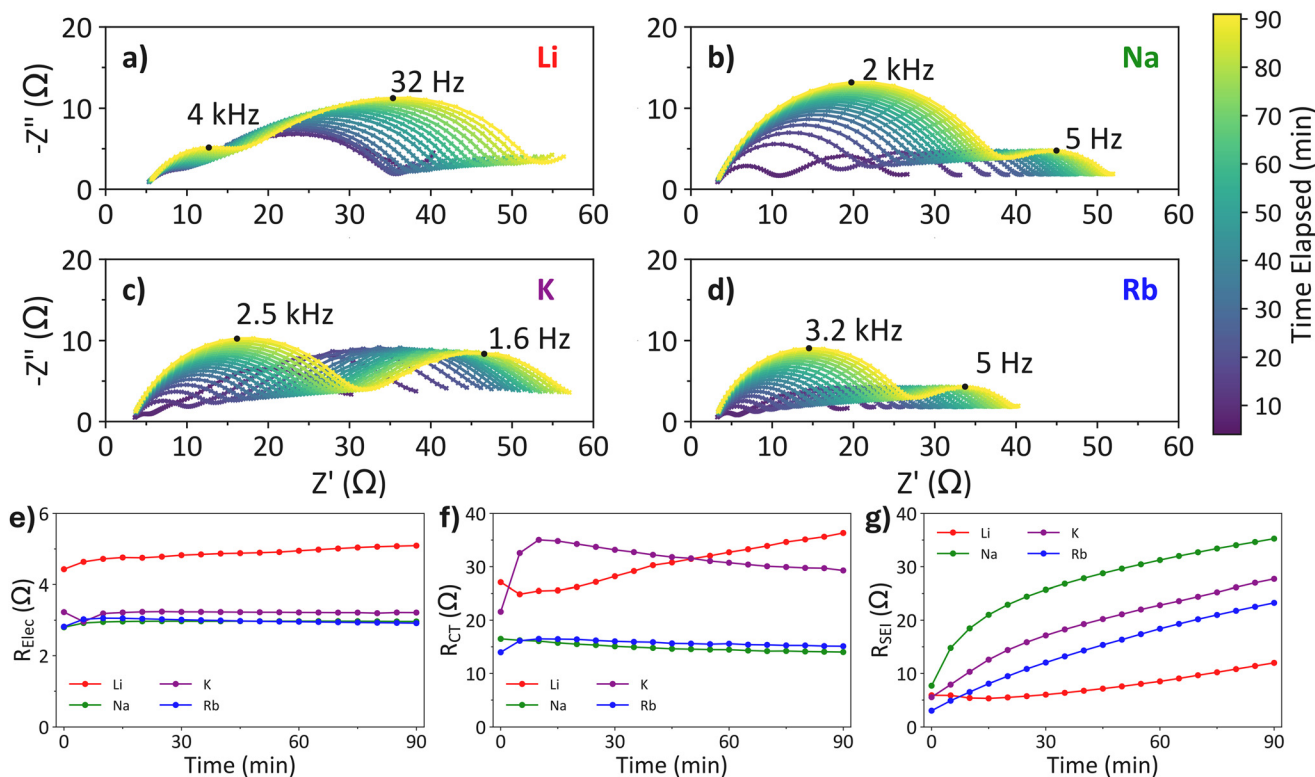 a)
Li
4 kHz
32 Hz
-Z" (Ω)
20
10
0
0 10 20 30 40 50 60
b)
Na
2 kHz
5 Hz
20
10
0
0 10 20 30 40 50 60
c)
K
2.5 kHz
1.6 Hz
-Z" (Ω)
20
10
0
0 10 20 30 40 50 60
Z' (Ω)
d)
Rb
3.2 kHz
5 Hz
20
10
0
0 10 20 30 40 50 60
Z' (Ω)
90
80
70
60
50
40
30
20
10
Time Elapsed (min)
e)
R_Elec (Ω)
6
4
2
0
Li K
Na Rb
0 30 60 90
Time (min)
f)
R_CT (Ω)
40
30
20
10
0
Li K
Na Rb
0 30 60 90
Time (min)
g)
R_SEI (Ω)
40
30
20
10
0
Li K
Na Rb
0 30 60 90
Time (min)